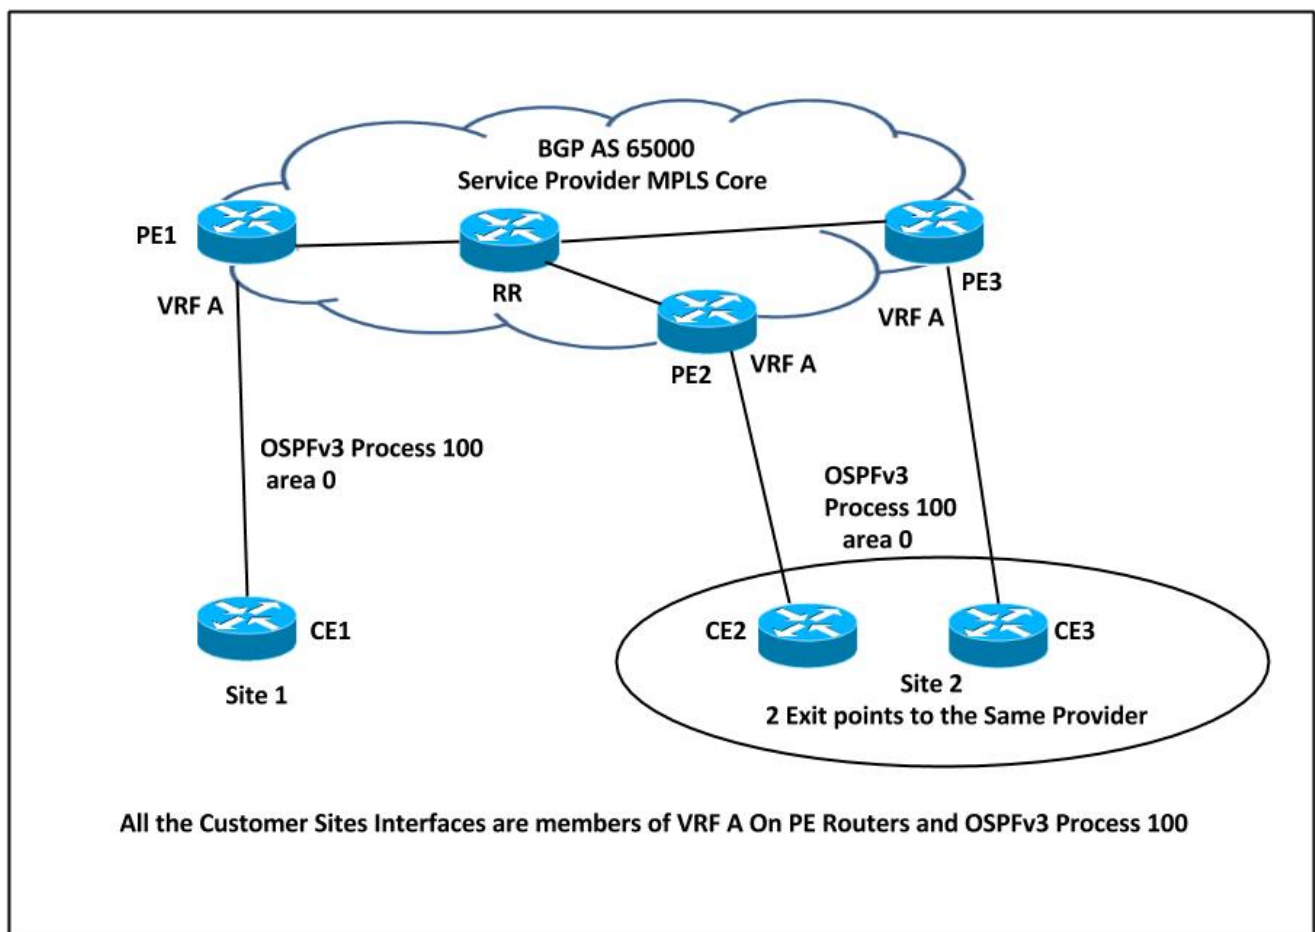 BGP AS 65000
Service Provider MPLS Core
PE1
RR
PE3
VRF A
VRF A
PE2
VRF A
OSPFv3 Process 100
area 0
OSPFv3
Process 100
area 0
CE1
CE2
CE3
Site 1
Site 2
2 Exit points to the Same Provider
All the Customer Sites Interfaces are members of VRF A On PE Routers and OSPFv3 Process 100